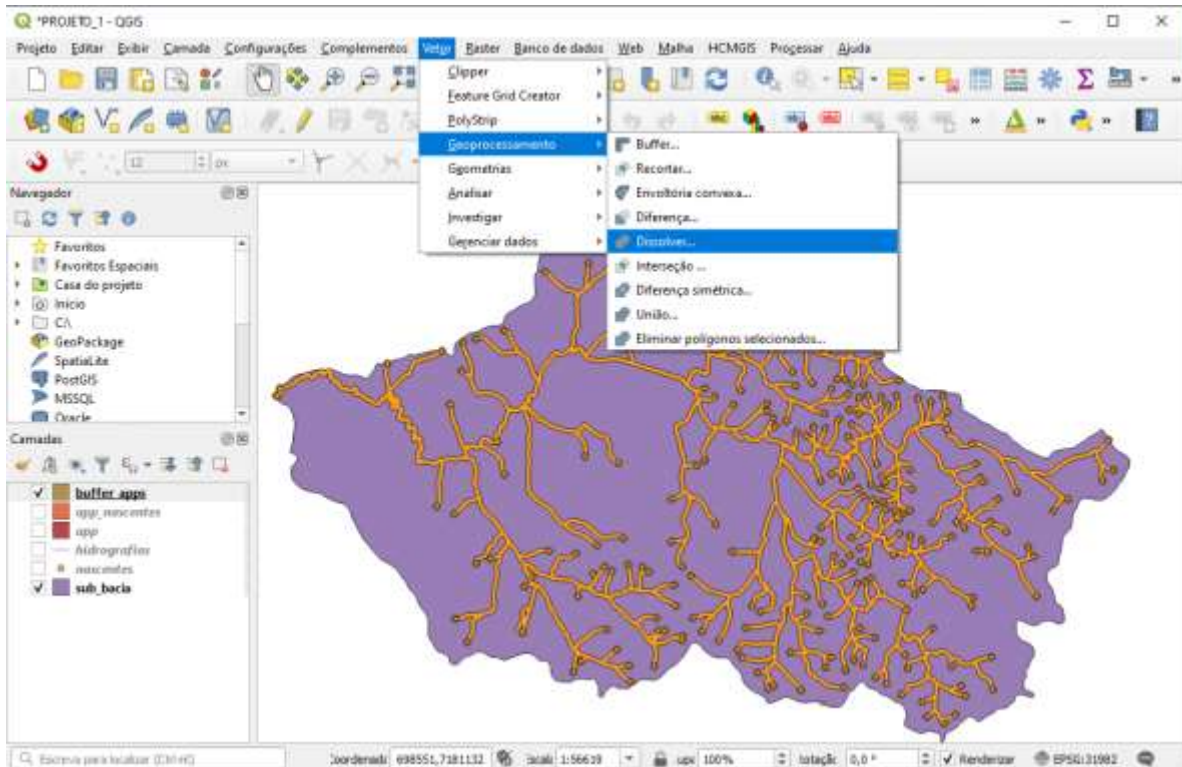 *PROJETO_1 - QGIS
Projeto Editar Exibir Camada Configurações Complementos Vetor Raster Banco de dados Web Malha HCMGIS Processar Ajuda
Clipper
Feature Grid Creator
PolyStrip
Geoprocessamento
Geometrias
Analisar
Investigar
Gerenciar dados
Buffer...
Recortar...
Envoltória convexa...
Diferença...
Dissolver...
Interseção ...
Diferença simétrica...
União...
Eliminar polígonos selecionados...
12 px
Navegador
Favoritos
Favoritos Espaciais
Casa do projeto
Início
C:\
GeoPackage
SpatiaLite
PostGIS
MSSQL
Oracle
Camadas
buffer_apps
app_nascentes
app
hidrografias
nascentes
sub_bacia
Escreva para localizar (Ctrl+K)
Coordenada 698551,7181132 Escala 1:56619 100% Rotação 0,0 ° Renderizar EPSG:31982